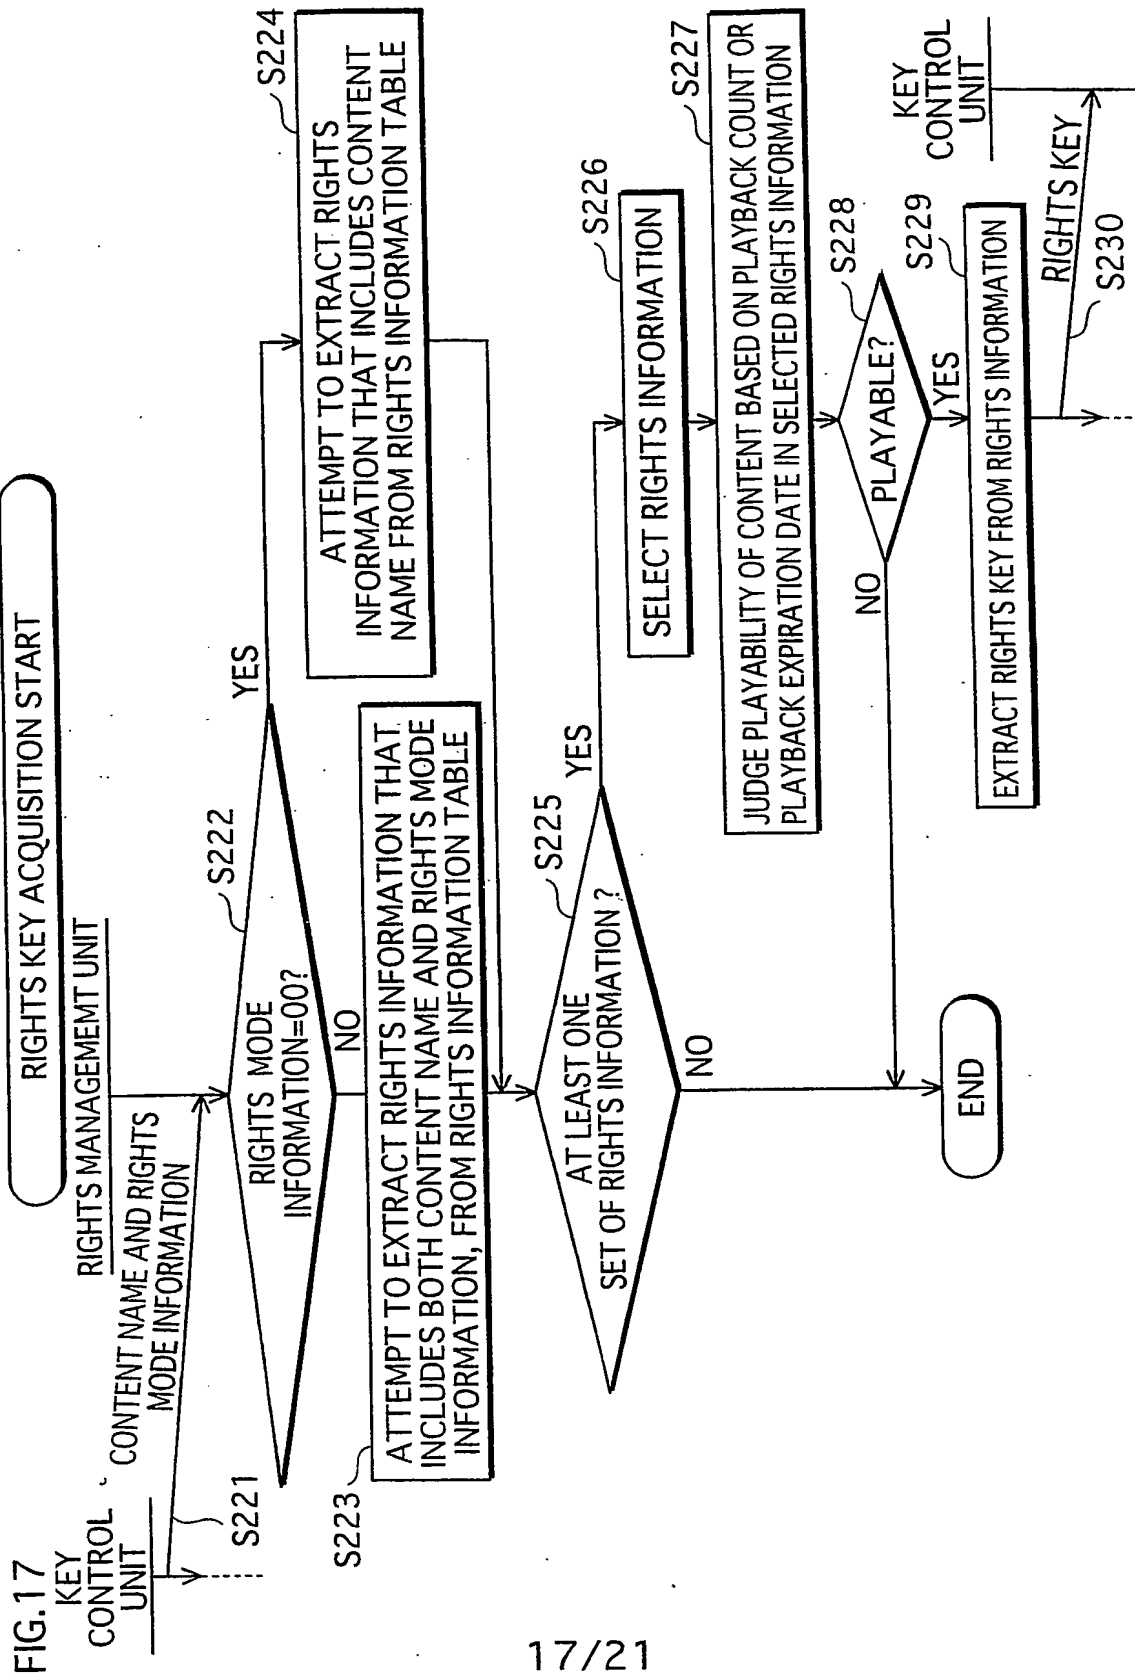 FIG.17
RIGHTS KEY ACQUISITION START
KEY
CONTROL
UNIT
RIGHTS MANAGEMEMT UNIT
CONTENT NAME AND RIGHTS
MODE INFORMATION
S221
S222
RIGHTS MODE
INFORMATION=00?
YES
NO
S223
ATTEMPT TO EXTRACT RIGHTS INFORMATION THAT
INCLUDES BOTH CONTENT NAME AND RIGHTS MODE
INFORMATION, FROM RIGHTS INFORMATION TABLE
S224
ATTEMPT TO EXTRACT RIGHTS
INFORMATION THAT INCLUDES CONTENT
NAME FROM RIGHTS INFORMATION TABLE
S225
AT LEAST ONE
SET OF RIGHTS INFORMATION?
YES
NO
S226
SELECT RIGHTS INFORMATION
S227
JUDGE PLAYABILITY OF CONTENT BASED ON PLAYBACK COUNT OR
PLAYBACK EXPIRATION DATE IN SELECTED RIGHTS INFORMATION
S228
PLAYABLE?
NO
YES
S229
EXTRACT RIGHTS KEY FROM RIGHTS INFORMATION
KEY
CONTROL
UNIT
RIGHTS KEY
S230
END
17/21